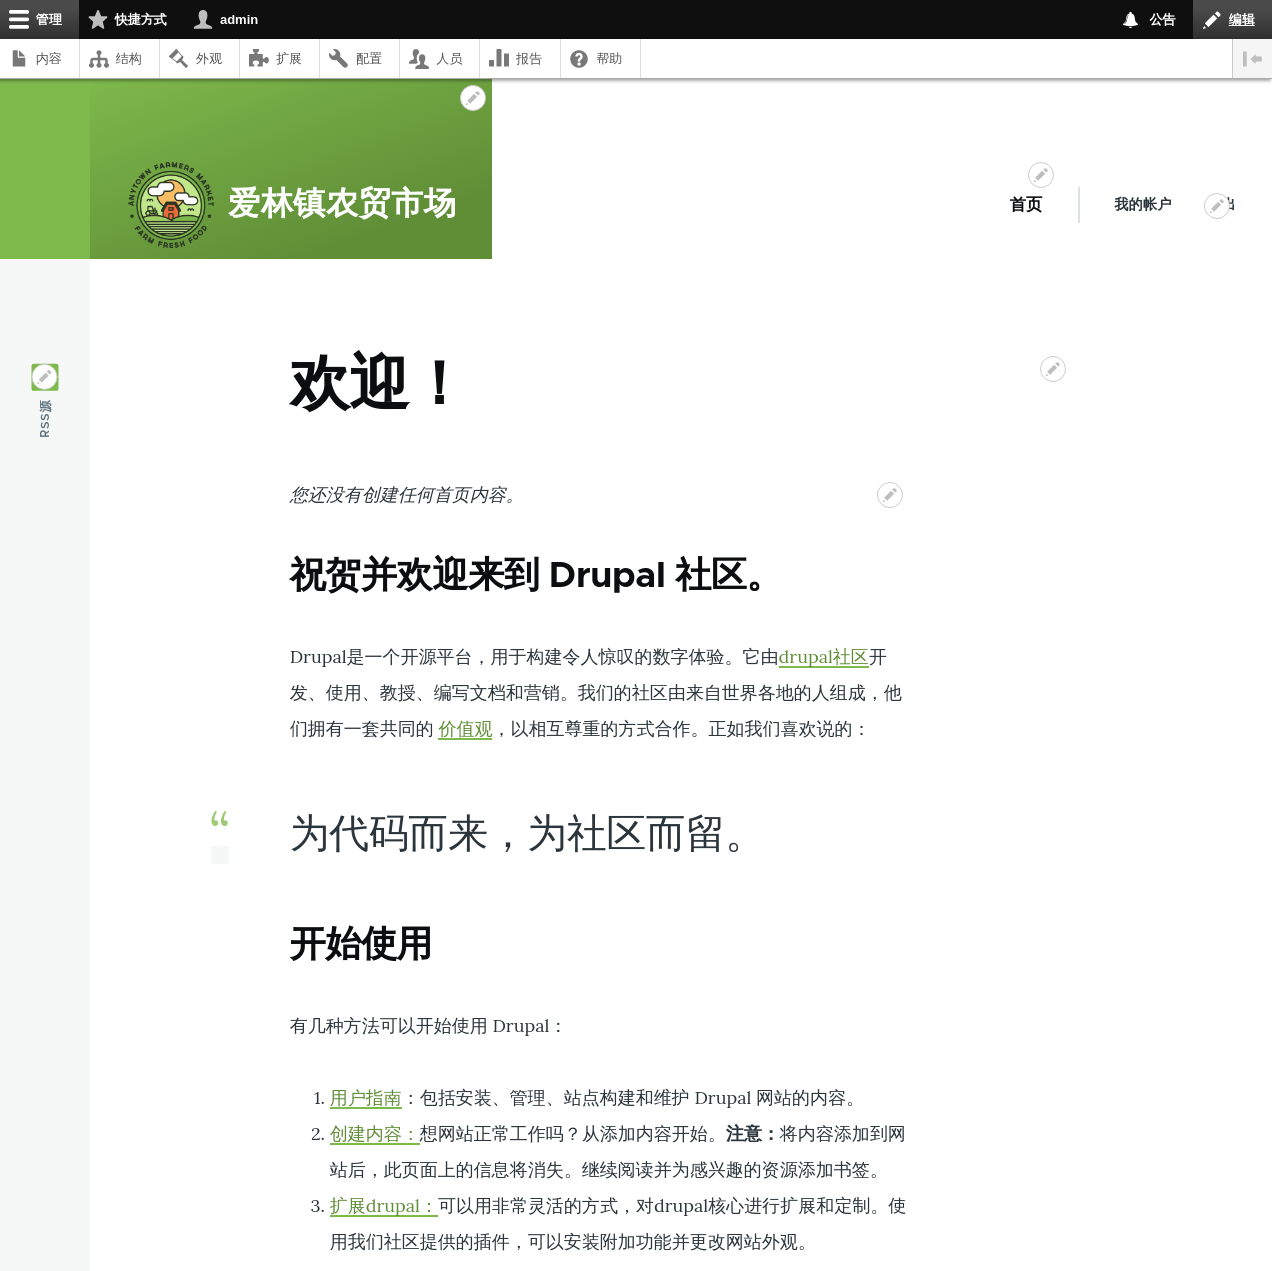 管理
快捷方式
admin
公告
编辑
内容
结构
外观
扩展
配置
人员
报告
帮助
ANYTOWN FARMERS MARKET
FARM FRESH FOOD
爱林镇农贸市场
首页
我的帐户
RSS源
欢迎！
您还没有创建任何首页内容。
祝贺并欢迎来到 Drupal 社区。
Drupal是一个开源平台，用于构建令人惊叹的数字体验。它由drupal社区开
发、使用、教授、编写文档和营销。我们的社区由来自世界各地的人组成，他
们拥有一套共同的 价值观，以相互尊重的方式合作。正如我们喜欢说的：
“
为代码而来，为社区而留。
开始使用
有几种方法可以开始使用 Drupal：
1. 用户指南：包括安装、管理、站点构建和维护 Drupal 网站的内容。
2. 创建内容：想网站正常工作吗？从添加内容开始。注意：将内容添加到网
站后，此页面上的信息将消失。继续阅读并为感兴趣的资源添加书签。
3. 扩展drupal：可以用非常灵活的方式，对drupal核心进行扩展和定制。使
用我们社区提供的插件，可以安装附加功能并更改网站外观。